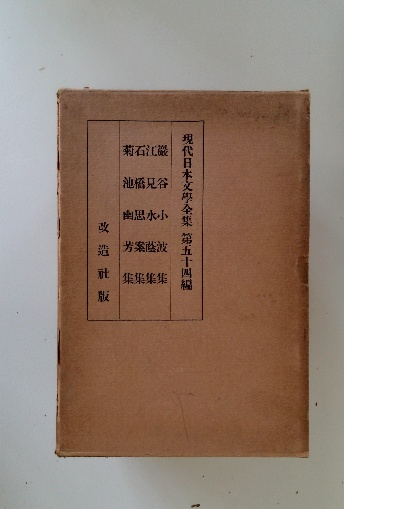 現代日本文學全集 第五十四編
巖谷小波集
江見水蔭集
石橋思案集
菊池幽芳集
改造社版